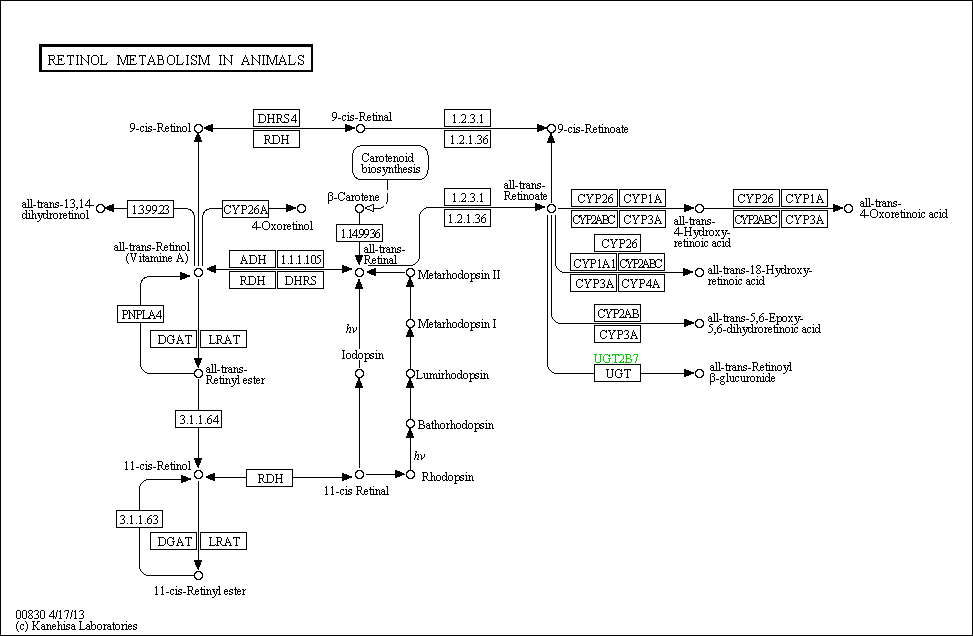 RETINOL METABOLISM IN ANIMALS
9-cis-Retinol
DHRS4
RDH
9-cis-Retinal
1.2.3.1
1.2.1.36
9-cis-Retinoate
Carotenoid
biosynthesis
all-trans-13,14-
dihydroretinol
1.3.99.23
CYP26A
4-Oxoretinol
β-Carotene
1.14.99.36
1.2.3.1
1.2.1.36
all-trans-
Retinoate
CYP26
CYP1A
CYP2ABC
CYP3A
all-trans-
4-Hydroxy-
retinoic acid
CYP26
CYP1A
CYP2ABC
CYP3A
all-trans-
4-Oxoretinoic acid
all-trans-Retinol
(Vitamine A)
ADH
1.1.1.105
RDH
DHRS
all-trans-
Retinal
Metarhodopsin II
CYP26
CYP1A1
CYP2ABC
CYP3A
CYP4A
all-trans-18-Hydroxy-
retinoic acid
PNPLA4
DGAT
LRAT
hν
Metarhodopsin I
CYP2AB
CYP3A
all-trans-5,6-Epoxy-
5,6-dihydroretinoic acid
Iodopsin
all-trans-
Retinyl ester
Lumirhodopsin
UGT2B7
UGT
all-trans-Retinoyl
β-glucuronide
3.1.1.64
Bathorhodopsin
hν
11-cis-Retinol
RDH
11-cis Retinal
Rhodopsin
3.1.1.63
DGAT
LRAT
11-cis-Retinyl ester
00830 4/17/13
(c) Kanehisa Laboratories